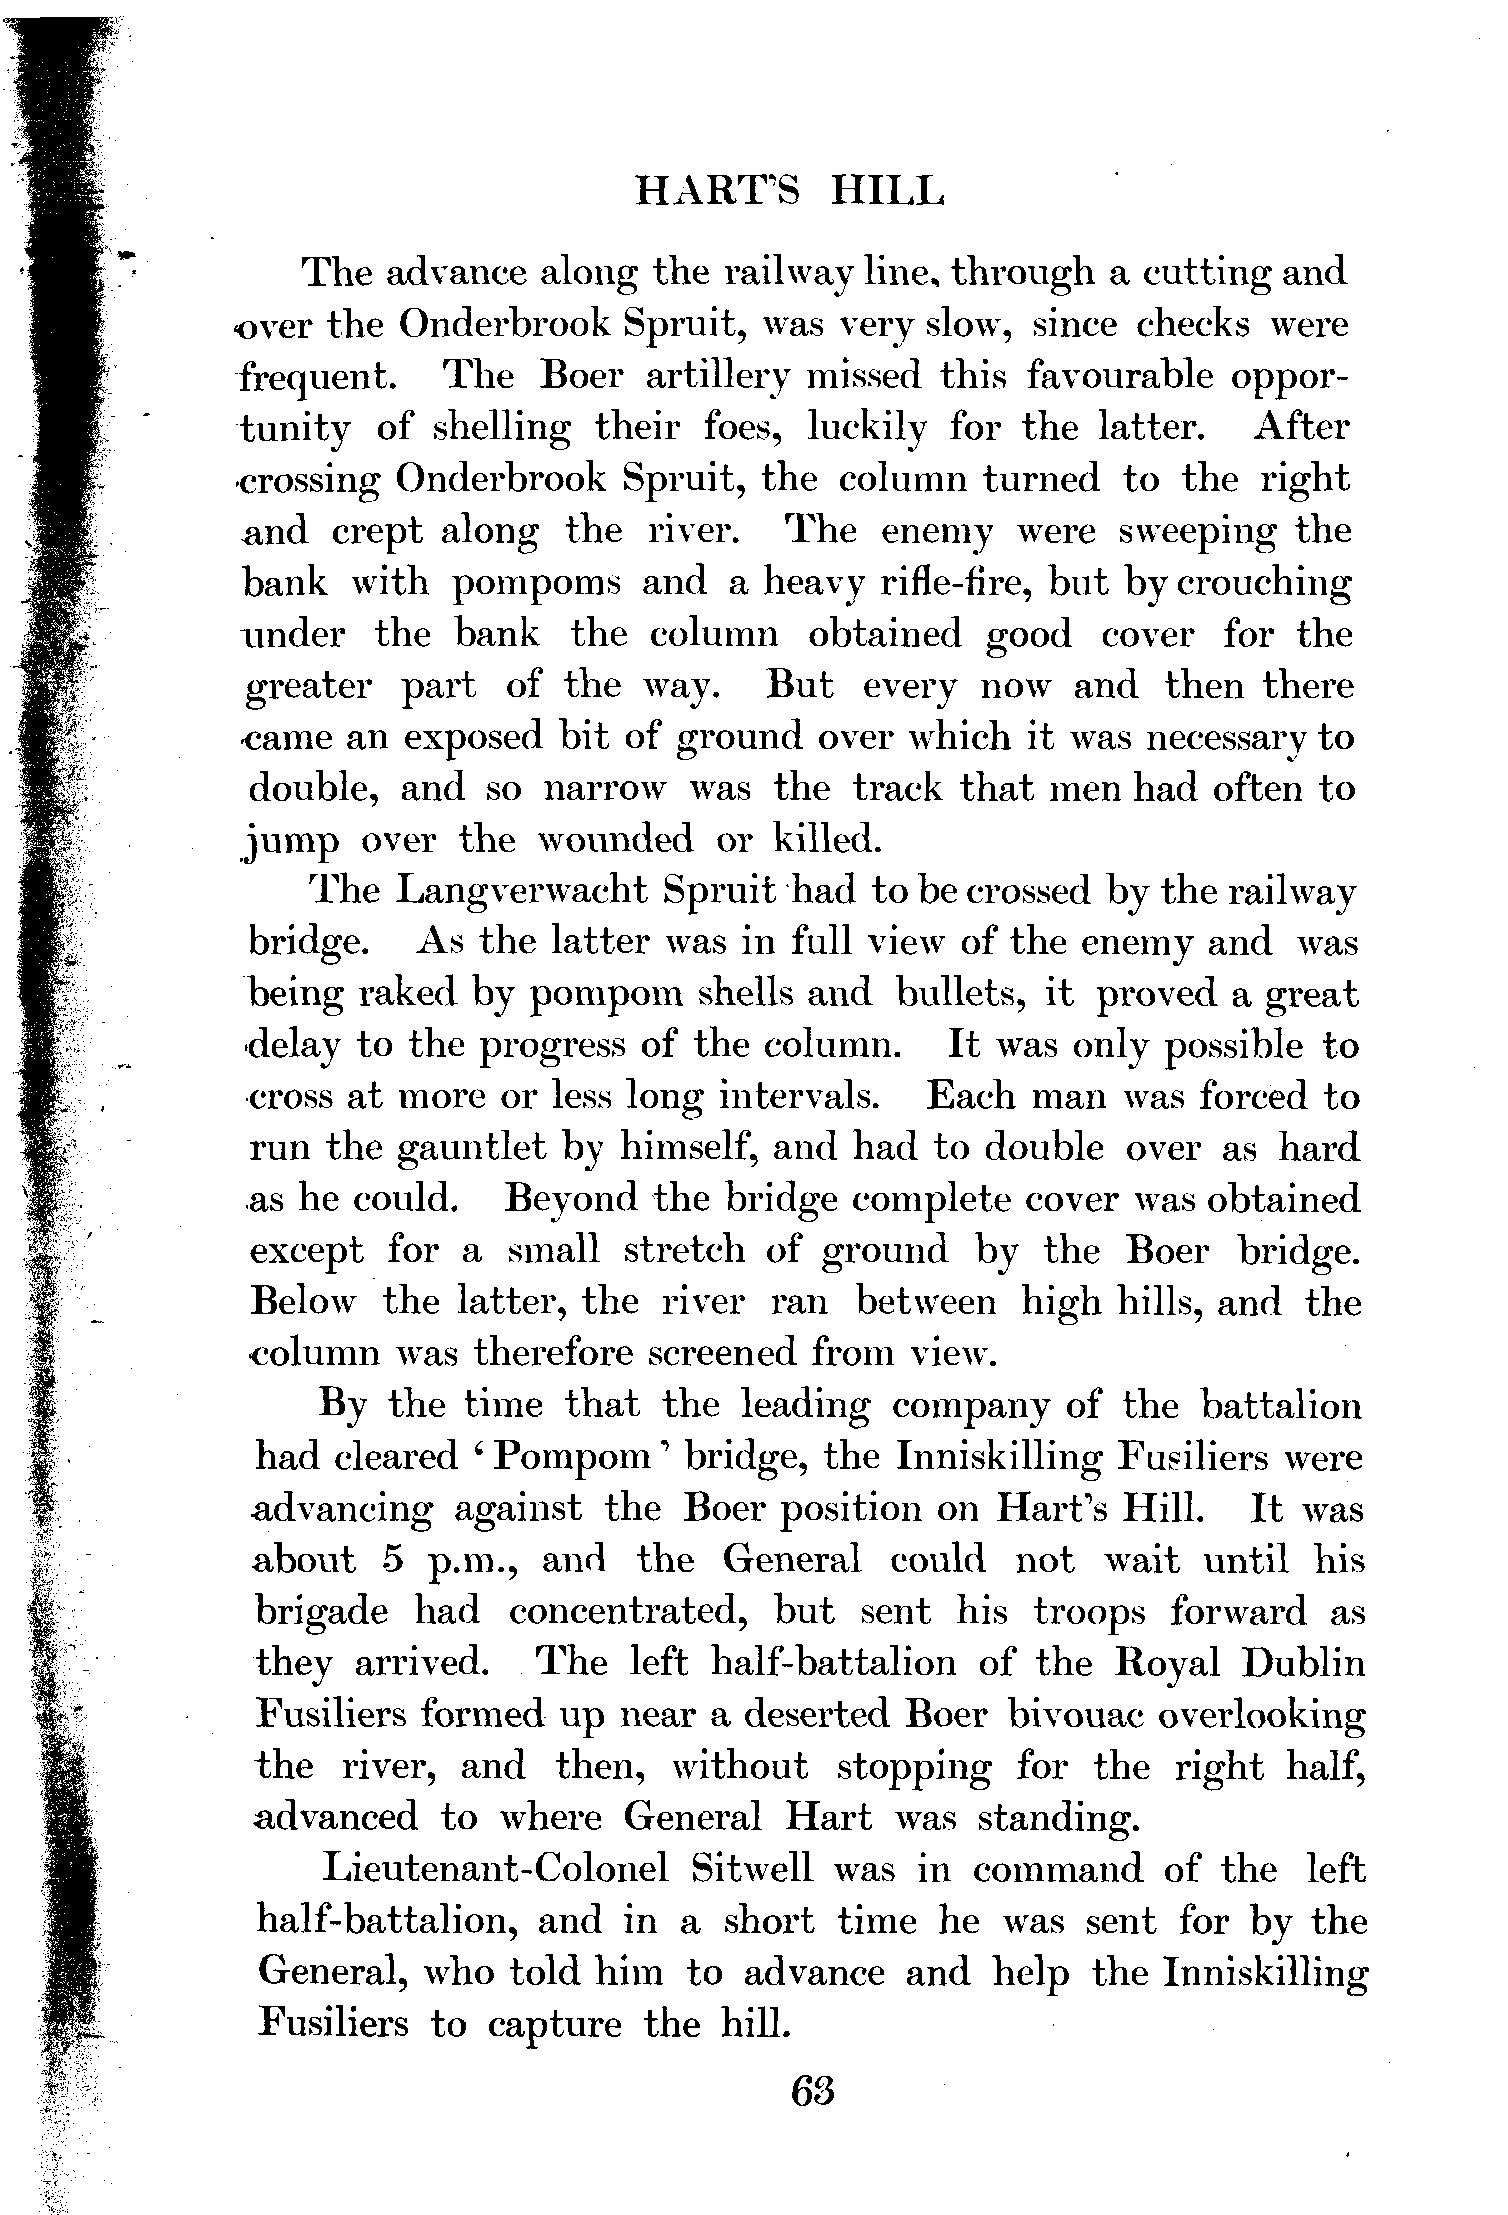 HART'S HILL
The advance along the railway line, through a cutting and
over the Onderbrook Spruit, was very slow, since checks were
frequent. The Boer artillery missed this favourable oppor-
tunity of shelling their foes, luckily for the latter. After
crossing Onderbrook Spruit, the column turned to the right
and crept along the river. The enemy were sweeping the
bank with pompoms and a heavy rifle-fire, but by crouching
under the bank the column obtained good cover for the
greater part of the way. But every now and then there
came an exposed bit of ground over which it was necessary to
double, and so narrow was the track that men had often to
jump over the wounded or killed.
The Langverwacht Spruit had to be crossed by the railway
bridge. As the latter was in full view of the enemy and was
being raked by pompom shells and bullets, it proved a great
delay to the progress of the column. It was only possible to
cross at more or less long intervals. Each man was forced to
run the gauntlet by himself, and had to double over as hard
as he could. Beyond the bridge complete cover was obtained
except for a small stretch of ground by the Boer bridge.
Below the latter, the river ran between high hills, and the
column was therefore screened from view.
By the time that the leading company of the battalion
had cleared ‘Pompom’ bridge, the Inniskilling Fusiliers were
advancing against the Boer position on Hart's Hill. It was
about 5 p.m., and the General could not wait until his
brigade had concentrated, but sent his troops forward as
they arrived. The left half-battalion of the Royal Dublin
Fusiliers formed up near a deserted Boer bivouac overlooking
the river, and then, without stopping for the right half,
advanced to where General Hart was standing.
Lieutenant-Colonel Sitwell was in command of the left
half-battalion, and in a short time he was sent for by the
General, who told him to advance and help the Inniskilling
Fusiliers to capture the hill.
63